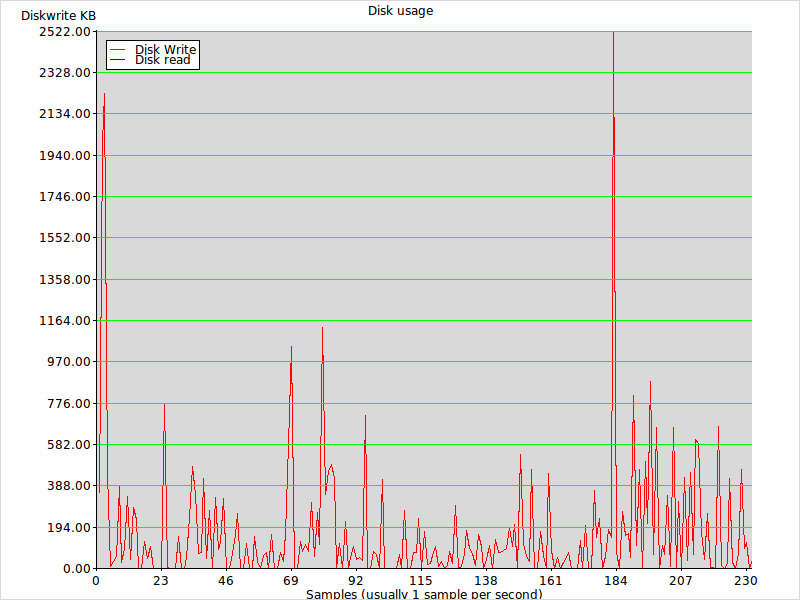 Disk usage
Diskwrite KB
2522.00
2328.00
2134.00
1940.00
1746.00
1552.00
1358.00
1164.00
970.00
776.00
582.00
388.00
194.00
0.00
Disk Write
Disk read
0 23 46 69 92 115 138 161 184 207 230
Samples (usually 1 sample per second)